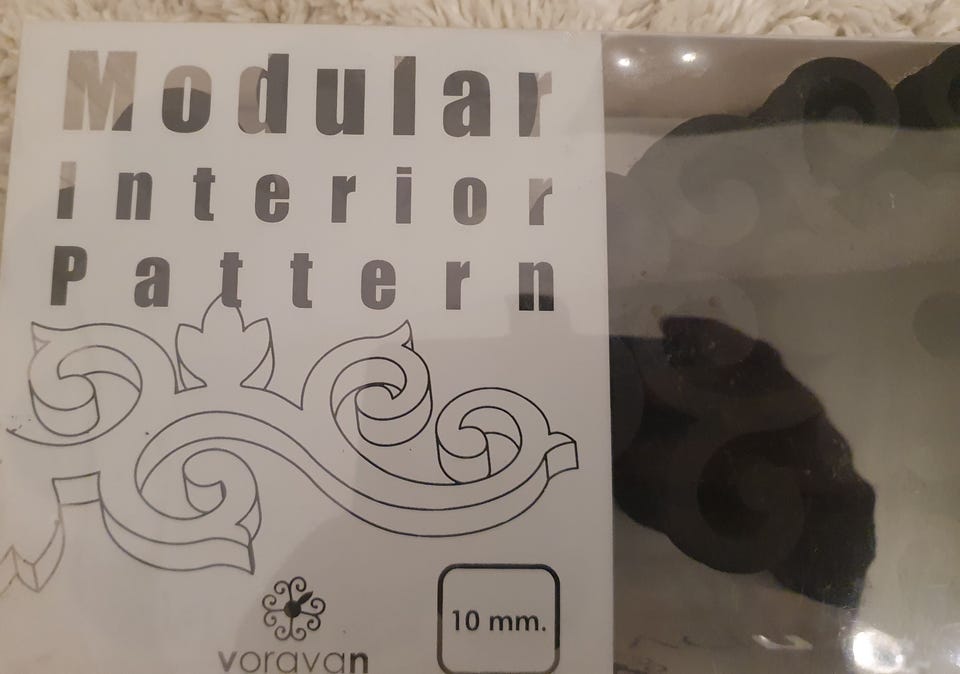 Modular
Interior
Pattern
10 mm.
voravan